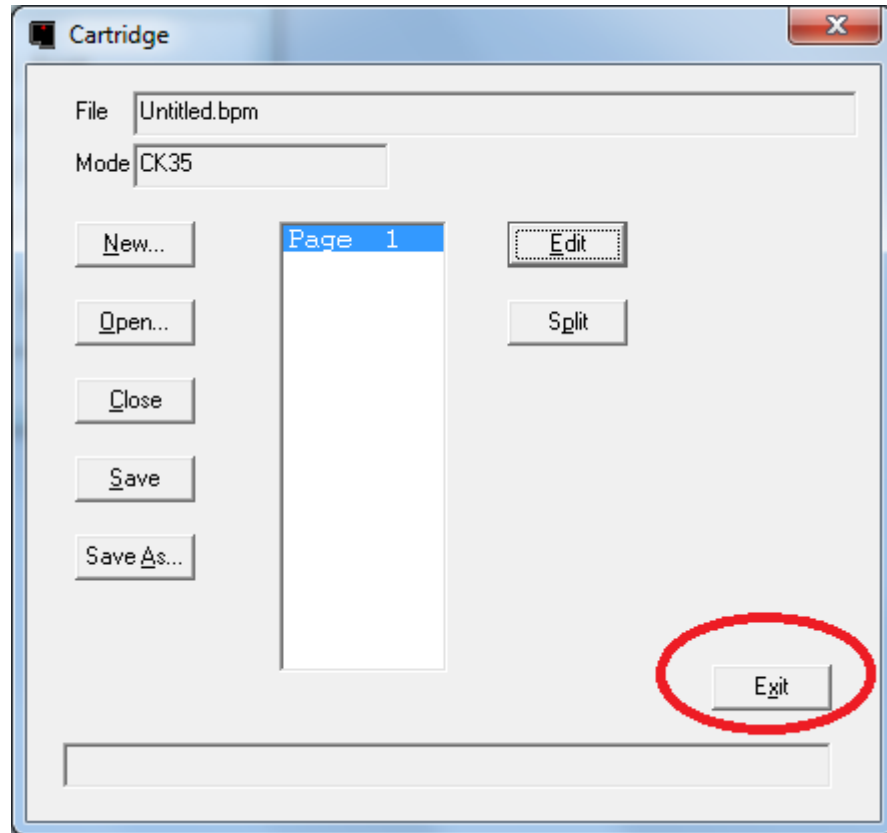 Cartridge
File Untitled.bpm
Mode CK35
New...
Page 1
Edit
Open...
Split
Close
Save
Save As...
Exit